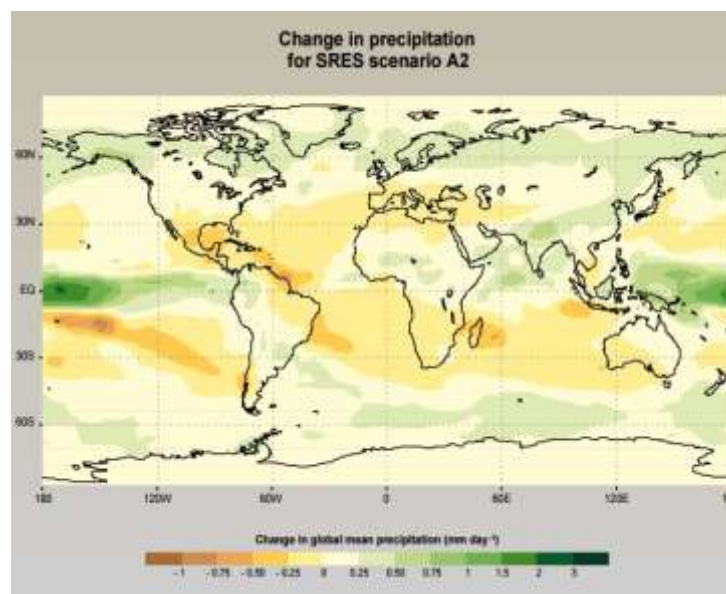 Change in precipitation
for SRES scenario A2
60N
30N
EQ
30S
60S
180 120W 60W 0 60E 120E
Change in global mean precipitation (mm day⁻¹)
-1 -0.75 -0.50 -0.25 0 0.25 0.50 0.75 1 1.5 2 3